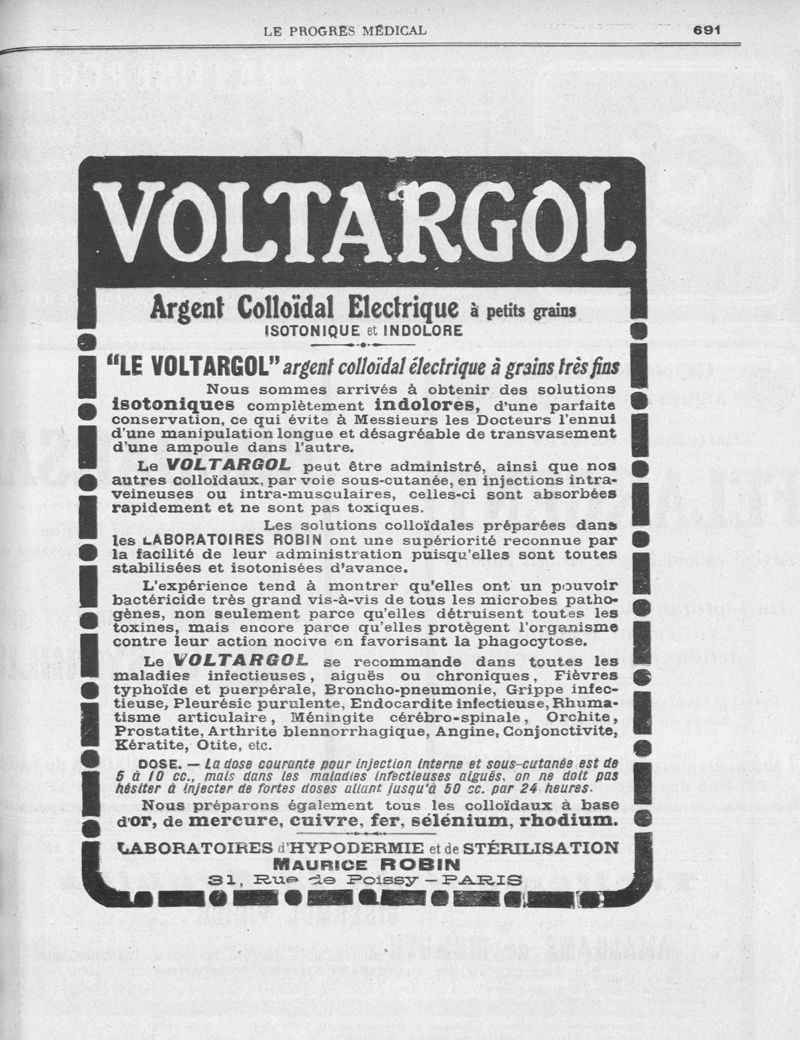 LE PROGRÈS MÉDICAL
691
VOLTARGOL
Argent Colloïdal Electrique à petits grains
ISOTONIQUE et INDOLORE
"LE VOLTARGOL" argent colloïdal électrique à grains très fins
Nous sommes arrivés à obtenir des solutions
isotoniques complètement indolores, d'une parfaite
conservation, ce qui évite à Messieurs les Docteurs l'ennui
d'une manipulation longue et désagréable de transvasement
d'une ampoule dans l'autre.
Le VOLTARGOL peut être administré, ainsi que nos
autres colloïdaux, par voie sous-cutanée, en injections intra-
veineuses ou intra-musculaires, celles-ci sont absorbées
rapidement et ne sont pas toxiques.
Les solutions colloïdales préparées dans
les LABORATOIRES ROBIN ont une supériorité reconnue par
la facilité de leur administration puisqu'elles sont toutes
stabilisées et isotonisées d'avance.
L'expérience tend à montrer qu'elles ont un pouvoir
bactéricide très grand vis-à-vis de tous les microbes patho-
gènes, non seulement parce qu'elles détruisent toutes les
toxines, mais encore parce qu'elles protègent l'organisme
contre leur action nocive en favorisant la phagocytose.
Le VOLTARGOL se recommande dans toutes les
maladies infectieuses, aiguës ou chroniques, Fièvres
typhoïde et puerpérale, Broncho-pneumonie, Grippe infec-
tieuse, Pleurésie purulente, Endocardite infectieuse, Rhuma-
tisme articulaire, Méningite cérébro-spinale, Orchite,
Prostatite, Arthrite blennorrhagique, Angine, Conjonctivite,
Kératite, Otite, etc.
DOSE. — La dose courante pour injection interne et sous-cutanée est de
5 à 10 cc., mais dans les maladies infectieuses aiguës, on ne doit pas
hésiter à injecter de fortes doses allant jusqu'à 50 cc. par 24 heures.
Nous préparons également tous les colloïdaux à base
d'or, de mercure, cuivre, fer, sélénium, rhodium.
LABORATOIRES d'HYPODERMIE et de STÉRILISATION
MAURICE ROBIN
31, Rue de Poissy — PARIS